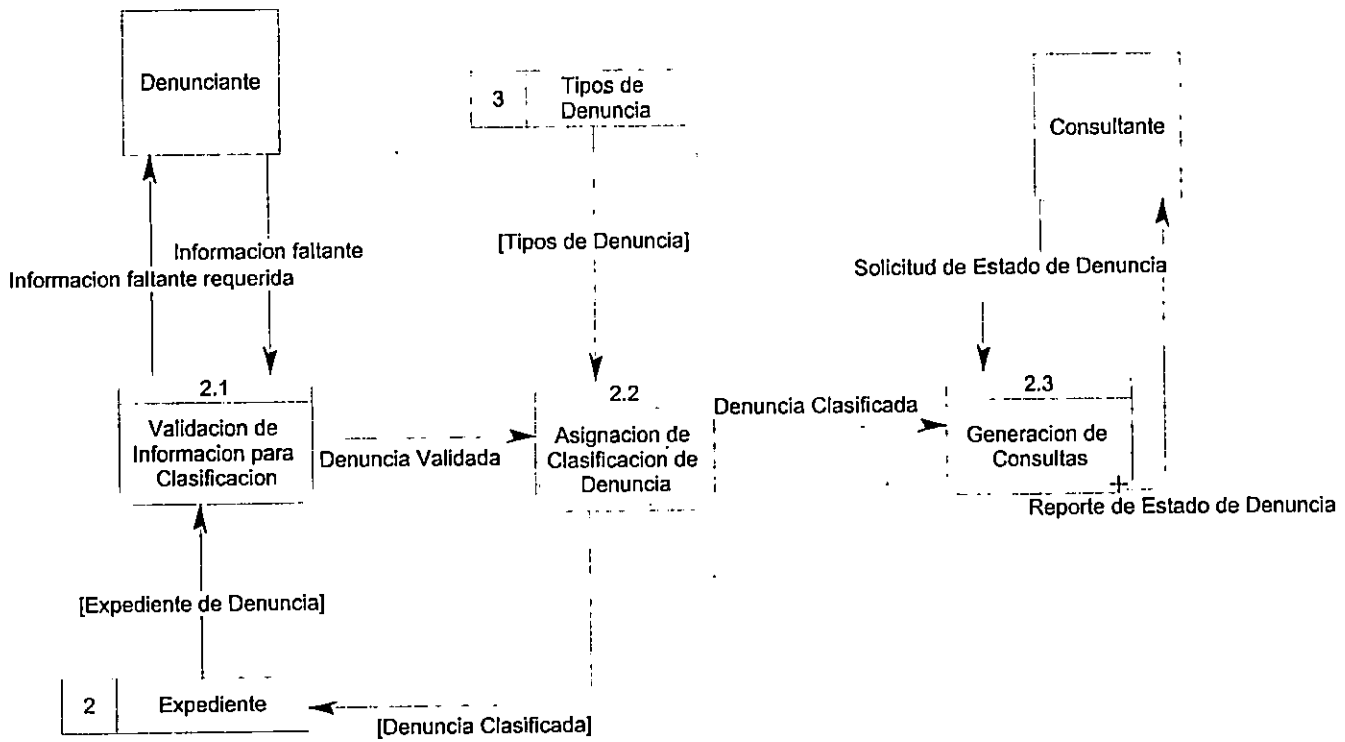 Denunciante
3
Tipos de
Denuncia
Consultante
Informacion faltante
Informacion faltante requerida
[Tipos de Denuncia]
Solicitud de Estado de Denuncia
2.1
Validacion de
Informacion para
Clasificacion
Denuncia Validada
2.2
Asignacion de
Clasificacion de
Denuncia
Denuncia Clasificada
2.3
Generacion de
Consultas
Reporte de Estado de Denuncia
[Expediente de Denuncia]
2
Expediente
[Denuncia Clasificada]